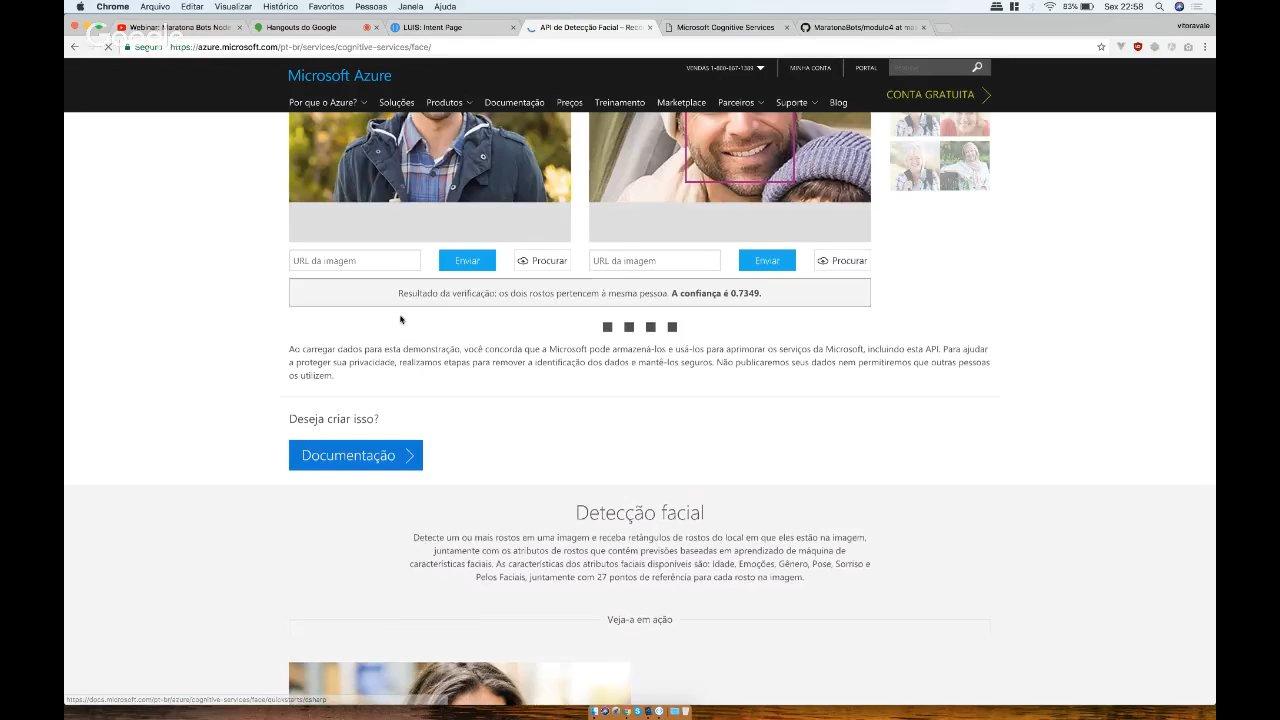 Chrome Arquivo Editar Visualizar Histórico Favoritos Pessoas Janela Ajuda 83% Sex 22:58
Webinar Maratona Bots Node Hangouts do Google LUIS: Intent Page API de Detecção Facial – Reco Microsoft Cognitive Services MaratonaBots/modulo4 at ma vitoravale
Google
Seguro https://azure.microsoft.com/pt-br/services/cognitive-services/face/
VENDAS 1-800-867-1389 MINHA CONTA PORTAL
Microsoft Azure
CONTA GRATUITA
Por que o Azure? Soluções Produtos Documentação Preços Treinamento Marketplace Parceiros Suporte Blog
URL da imagem Enviar Procurar URL da imagem Enviar Procurar
Resultado da verificação: os dois rostos pertencem à mesma pessoa. A confiança é 0.7349.
Ao carregar dados para esta demonstração, você concorda que a Microsoft pode armazená-los e usá-los para aprimorar os serviços da Microsoft, incluindo esta API. Para ajudar
a proteger sua privacidade, realizamos etapas para remover a identificação dos dados e mantê-los seguros. Não publicaremos seus dados nem permitiremos que outras pessoas
os utilizem.
Deseja criar isso?
Documentação
Detecção facial
Detecte um ou mais rostos em uma imagem e receba retângulos de rostos do local em que eles estão na imagem,
juntamente com os atributos de rostos que contêm previsões baseadas em aprendizado de máquina de
características faciais. As características dos atributos faciais disponíveis são: Idade, Emoções, Gênero, Pose, Sorriso e
Pelos Faciais, juntamente com 27 pontos de referência para cada rosto na imagem.
Veja-a em ação
https://docs.microsoft.com/pt-br/azure/cognitive-services/face/quickstarts/csharp